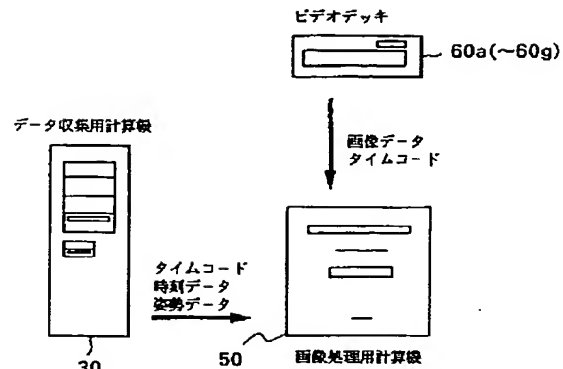 ビデオデッキ
60a(~60g)
データ収集用計算機
画像データ
タイムコード
タイムコード
時刻データ
姿勢データ
30
50
画像処理用計算機